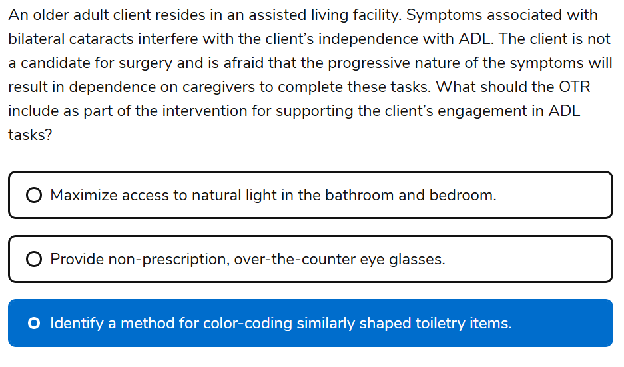 An older adult client resides in an assisted living facility. Symptoms associated with
bilateral cataracts interfere with the client's independence with ADL. The client is not
a candidate for surgery and is afraid that the progressive nature of the symptoms will
result in dependence on caregivers to complete these tasks. What should the OTR
include as part of the intervention for supporting the client's engagement in ADL
tasks?
Maximize access to natural light in the bathroom and bedroom.
Provide non-prescription, over-the-counter eye glasses.
Identify a method for color-coding similarly shaped toiletry items.